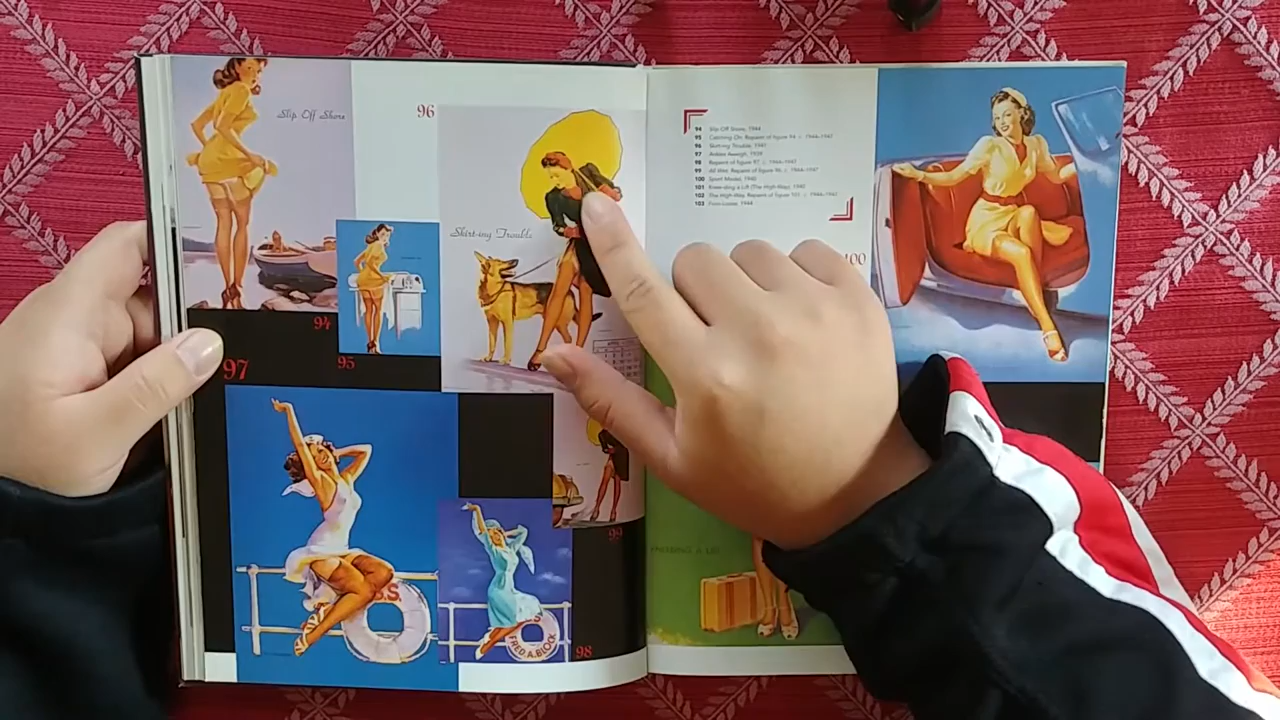 Slip Off Shore
96
Skirt-ing Trouble
94
95
97
99
98
94 Slip Off Shore, 1944
95 Catching On. Repaint of figure 94 c. 1944-1947
96 Skirt-ing Trouble, 1941
97 Ankles Aweigh, 1939
98 Repaint of figure 97 c. 1944-1947
99 All Wet. Repaint of figure 96 c. 1944-1947
100 Sport Model, 1940
101 Knee-ding a Lift (The High Way), 1940
102 The High Way. Repaint of figure 101 c. 1944-1947
103 Foot-Loose, 1944
100
S.
FRED.A.BLOCK